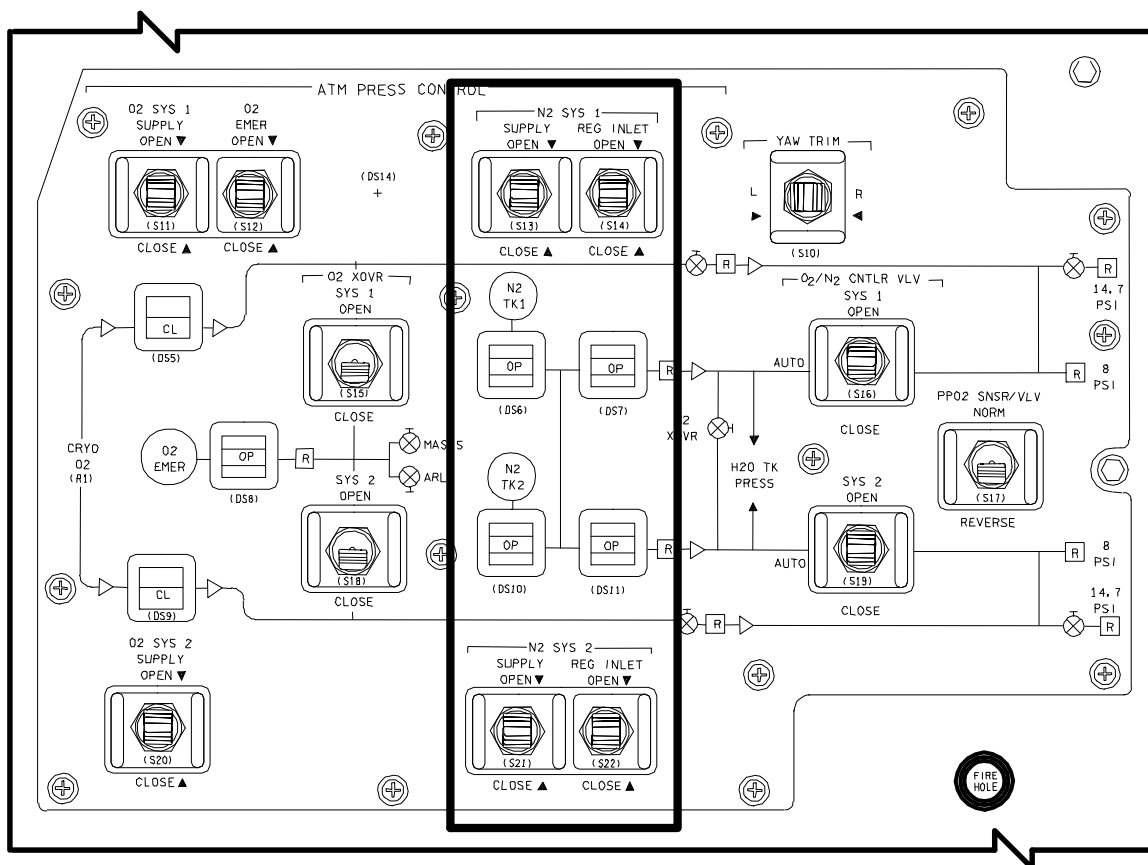 ATM PRESS CONTROL
O2 SYS 1
SUPPLY
OPEN ▼
(S11)
CLOSE ▲
O2
EMER
OPEN ▼
(S12)
CLOSE ▲
(DS14)
N2 SYS 1
SUPPLY
OPEN ▼
(S13)
CLOSE ▲
REG INLET
OPEN ▼
(S14)
CLOSE ▲
YAW TRIM
L
R
(S10)
CL
(DS5)
O2 XOVR
SYS 1
OPEN
(S15)
CLOSE
N2
TK1
OP
(DS6)
OP
(DS7)
R
R
O2/N2 CNTLR VLV
SYS 1
OPEN
AUTO
(S16)
CLOSE
R
14.7
PSI
R
8
PSI
CRYO
O2
(R1)
O2
EMER
OP
(DS8)
R
SYS 2
OPEN
(S18)
CLOSE
N2
TK2
OP
(DS10)
OP
(DS11)
R
H2O TK
PRESS
SYS 2
OPEN
AUTO
(S19)
CLOSE
PPO2 SNSR/VLV
NORM
(S17)
REVERSE
R
8
PSI
14.7
PSI
R
R
CL
(DS9)
O2 SYS 2
SUPPLY
OPEN ▼
(S20)
CLOSE ▲
N2 SYS 2
SUPPLY
OPEN ▼
(S21)
CLOSE ▲
REG INLET
OPEN ▼
(S22)
CLOSE ▲
FIRE
HOLE